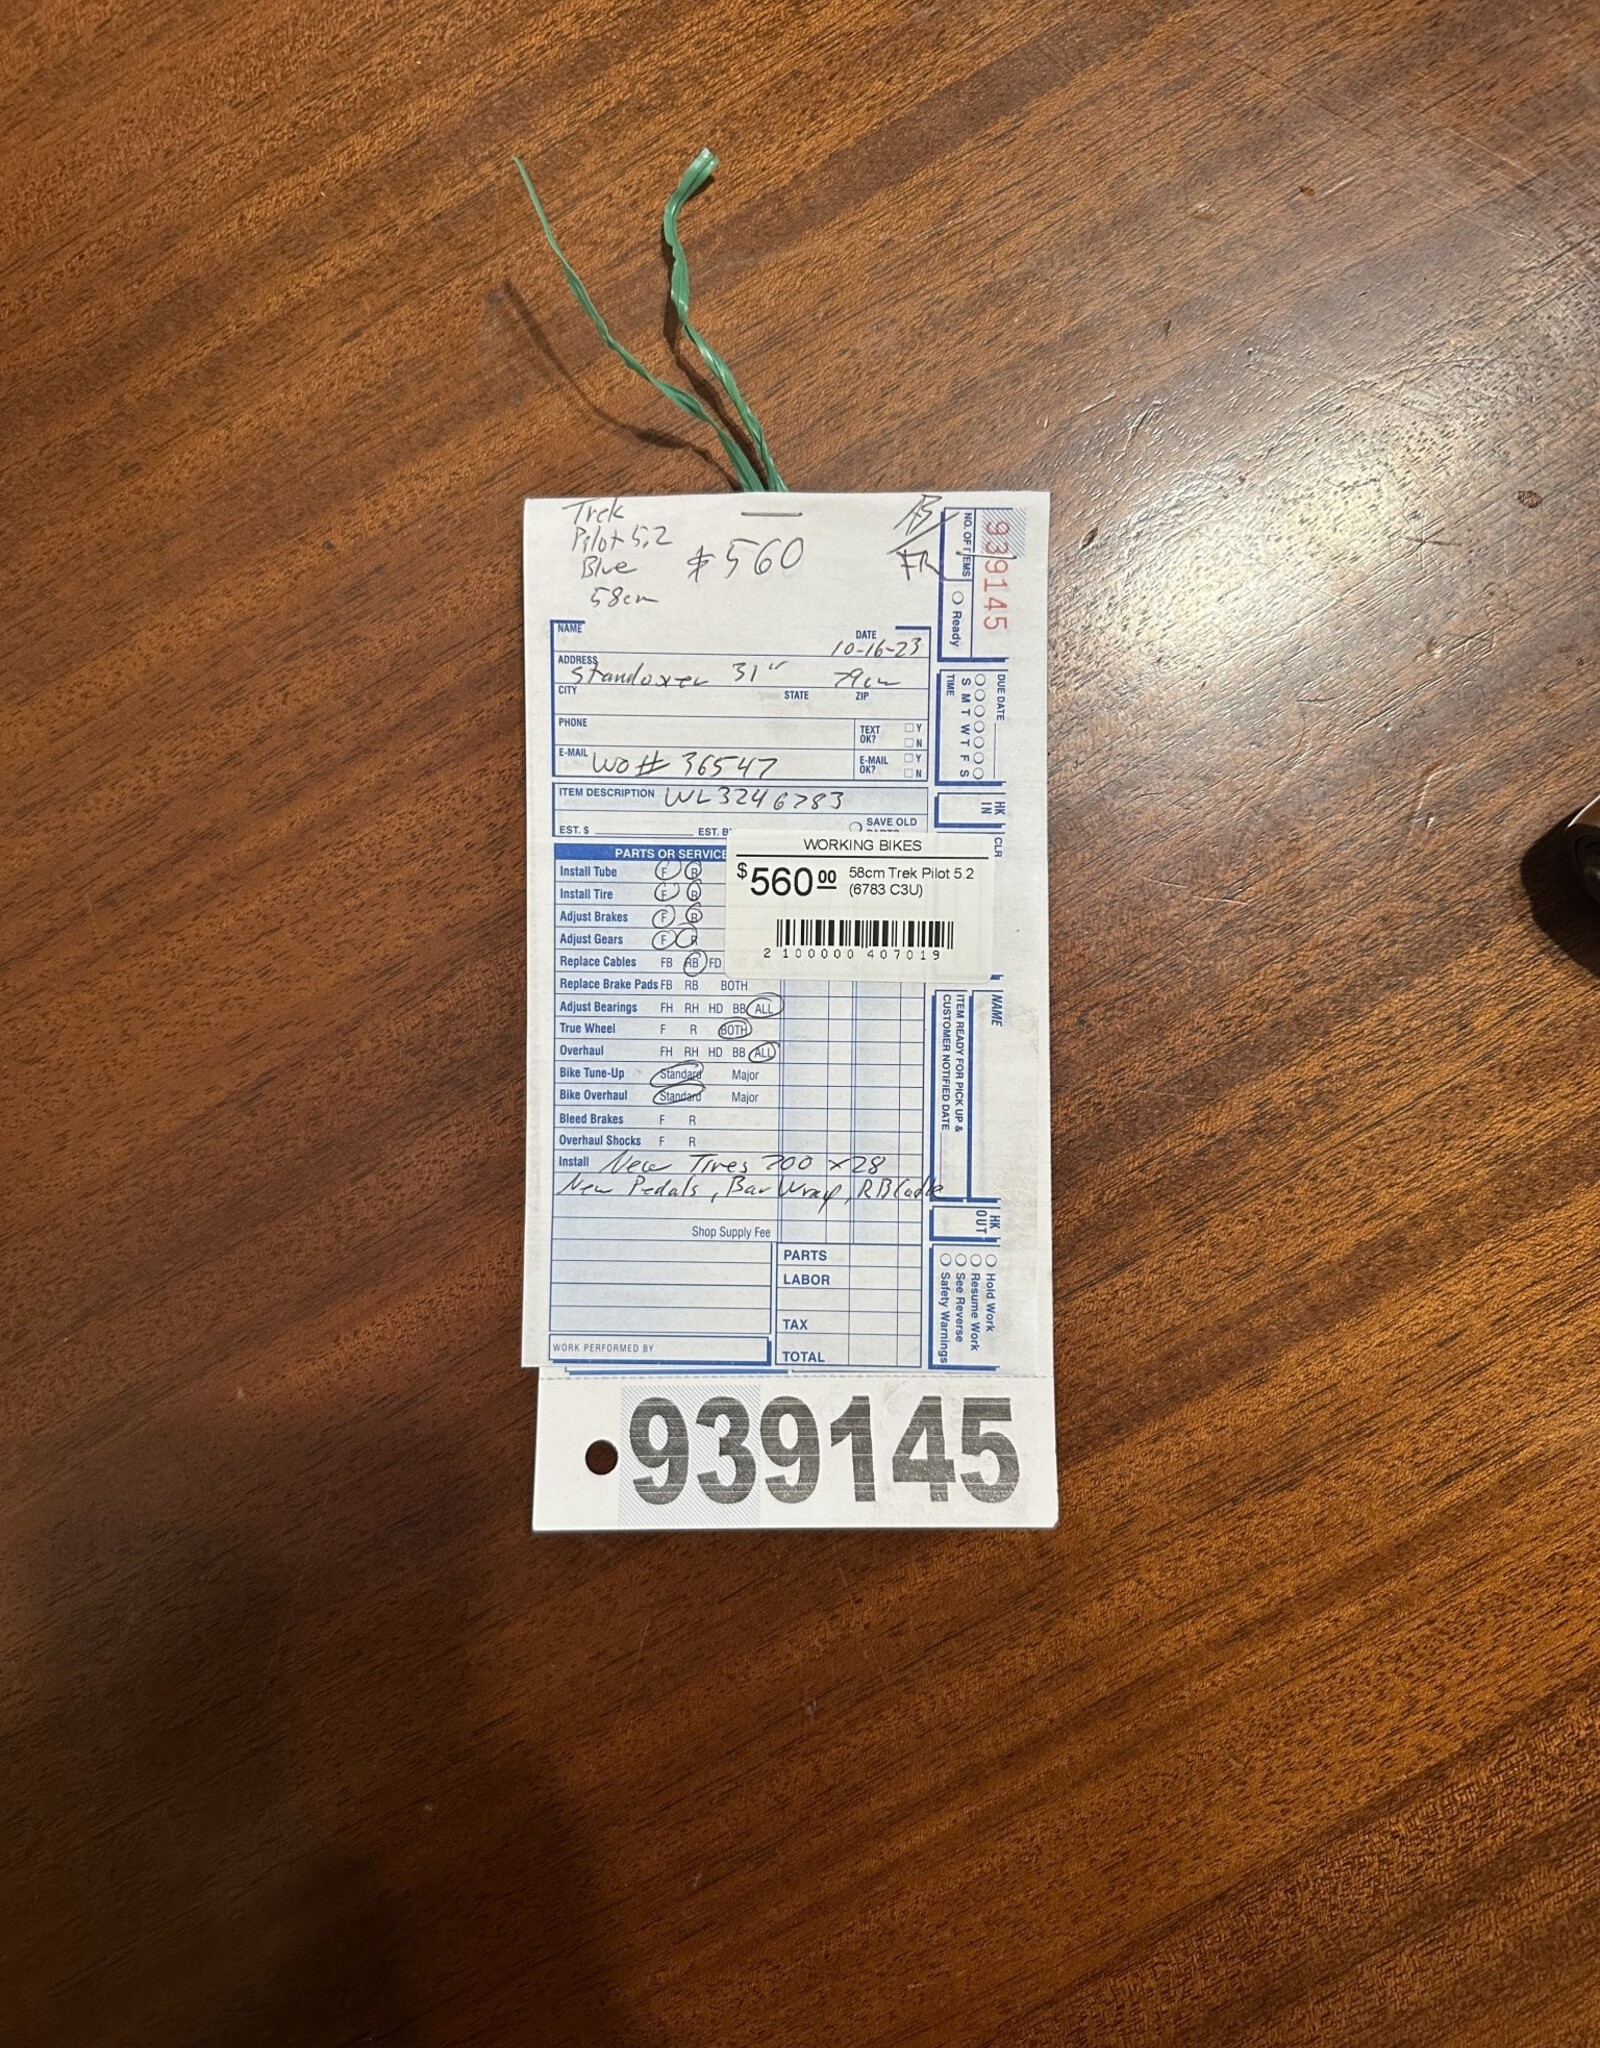 Trek
Pilot 5.2
Blue
58cm
$560
FR
939145
NO. OF ITEMS
Ready
NAME
DATE
10-16-23
ADDRESS
Standover 31" 79cm
CITY STATE ZIP
PHONE
TEXT OK? Y N
E-MAIL WO# 36547
E-MAIL OK? Y N
ITEM DESCRIPTION WL3246783
EST. $ EST. B
SAVE OLD
DUE DATE
S M T W T F S
TIME
HK IN
CLR
PARTS OR SERVICE
WORKING BIKES
$560.00 58cm Trek Pilot 5.2
(6783 C3U)
2 100000 407019
Install Tube F R
Install Tire F R
Adjust Brakes F R
Adjust Gears F R
Replace Cables FB RB FD
Replace Brake Pads FB RB BOTH
Adjust Bearings FH RH HD BB ALL
True Wheel F R BOTH
Overhaul FH RH HD BB ALL
Bike Tune-Up Standard Major
Bike Overhaul Standard Major
Bleed Brakes F R
Overhaul Shocks F R
Install New Tires 700 x 28
New Pedals, Bar Wrap, RB Cable
Shop Supply Fee
PARTS
LABOR
TAX
TOTAL
WORK PERFORMED BY
NAME
ITEM READY FOR PICK UP &
CUSTOMER NOTIFIED DATE
HK OUT
Hold Work
Resume Work
See Reverse
Safety Warnings
939145